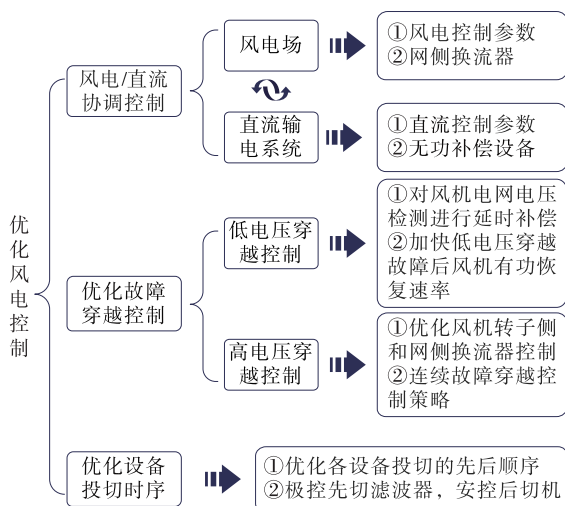 优化风电控制
风电/直流
协调控制
风电场
①风电控制参数
②网侧换流器
直流输
电系统
①直流控制参数
②无功补偿设备
优化故障
穿越控制
低电压穿
越控制
①对风机电网电压
检测进行延时补偿
②加快低电压穿越
故障后风机有功恢
复速率
高电压穿
越控制
①优化风机转子侧
和网侧换流器控制
②连续故障穿越控
制策略
优化设备
投切时序
①优化各设备投切的先后顺序
②极控先切滤波器，安控后切机